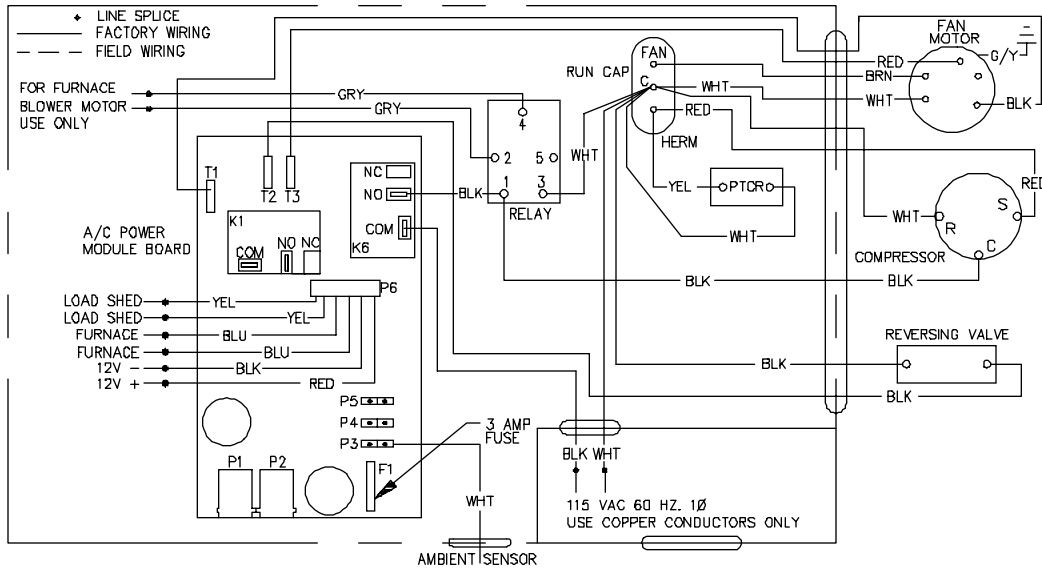 LINE SPLICE
FACTORY WIRING
FIELD WIRING
FOR FURNACE
BLOWER MOTOR
USE ONLY
GRY
GRY
T1
T2 T3
NC
NO
COM
K6
K1
COM
NO NC
A/C POWER
MODULE BOARD
BLK
4
2
5
1
3
RELAY
WHT
RUN CAP
FAN
C
HERM
WHT
RED
YEL
PTCR
WHT
FAN
MOTOR
G/Y
RED
BRN
WHT
BLK
RED
WHT
R
S
C
COMPRESSOR
BLK
BLK
REVERSING VALVE
BLK
BLK
P6
LOAD SHED
YEL
LOAD SHED
YEL
FURNACE
BLU
FURNACE
BLU
12V -
BLK
12V +
RED
P5
P4
P3
3 AMP
FUSE
P1
P2
F1
WHT
AMBIENT SENSOR
BLK WHT
115 VAC 60 HZ. 1Ø
USE COPPER CONDUCTORS ONLY